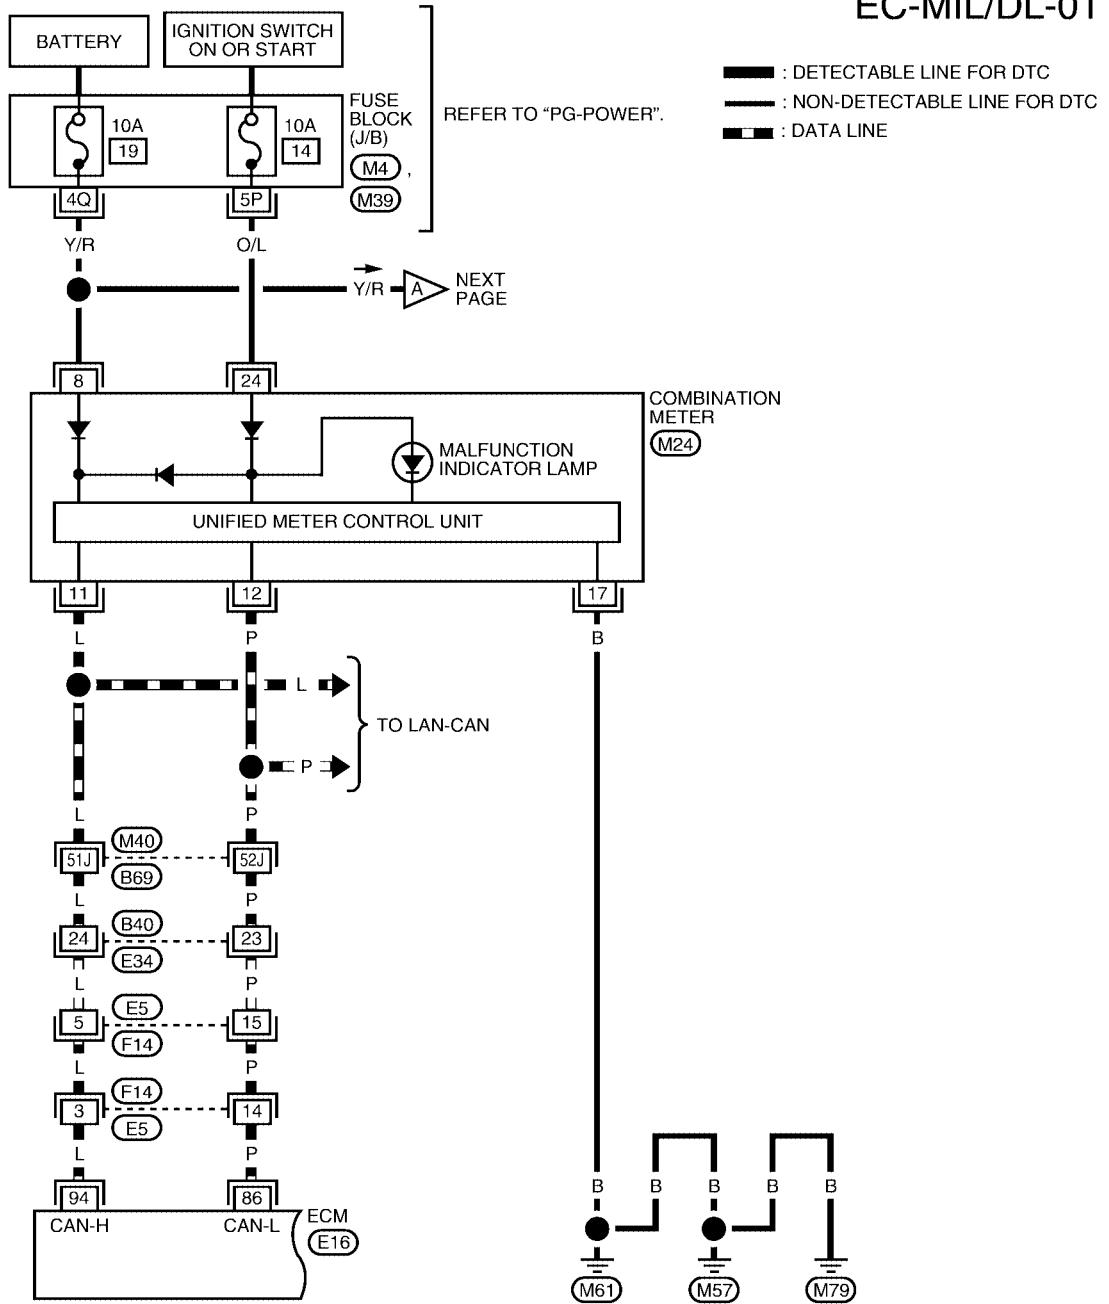 EC-MIL/DL-01
BATTERY
IGNITION SWITCH
ON OR START
: DETECTABLE LINE FOR DTC
: NON-DETECTABLE LINE FOR DTC
: DATA LINE
10A
19
10A
14
FUSE
BLOCK
(J/B)
M4 ,
M39
REFER TO “PG-POWER”.
4Q
5P
Y/R
O/L
Y/R
A
NEXT
PAGE
8
24
COMBINATION
METER
M24
MALFUNCTION
INDICATOR LAMP
UNIFIED METER CONTROL UNIT
11
12
17
L
P
B
L
P
TO LAN-CAN
L
P
M40
51J
52J
B69
L
P
B40
24
23
E34
L
P
E5
5
15
F14
L
P
F14
3
14
E5
L
P
94
86
CAN-H
CAN-L
ECM
E16
B
B
B
B
B
M61
M57
M79